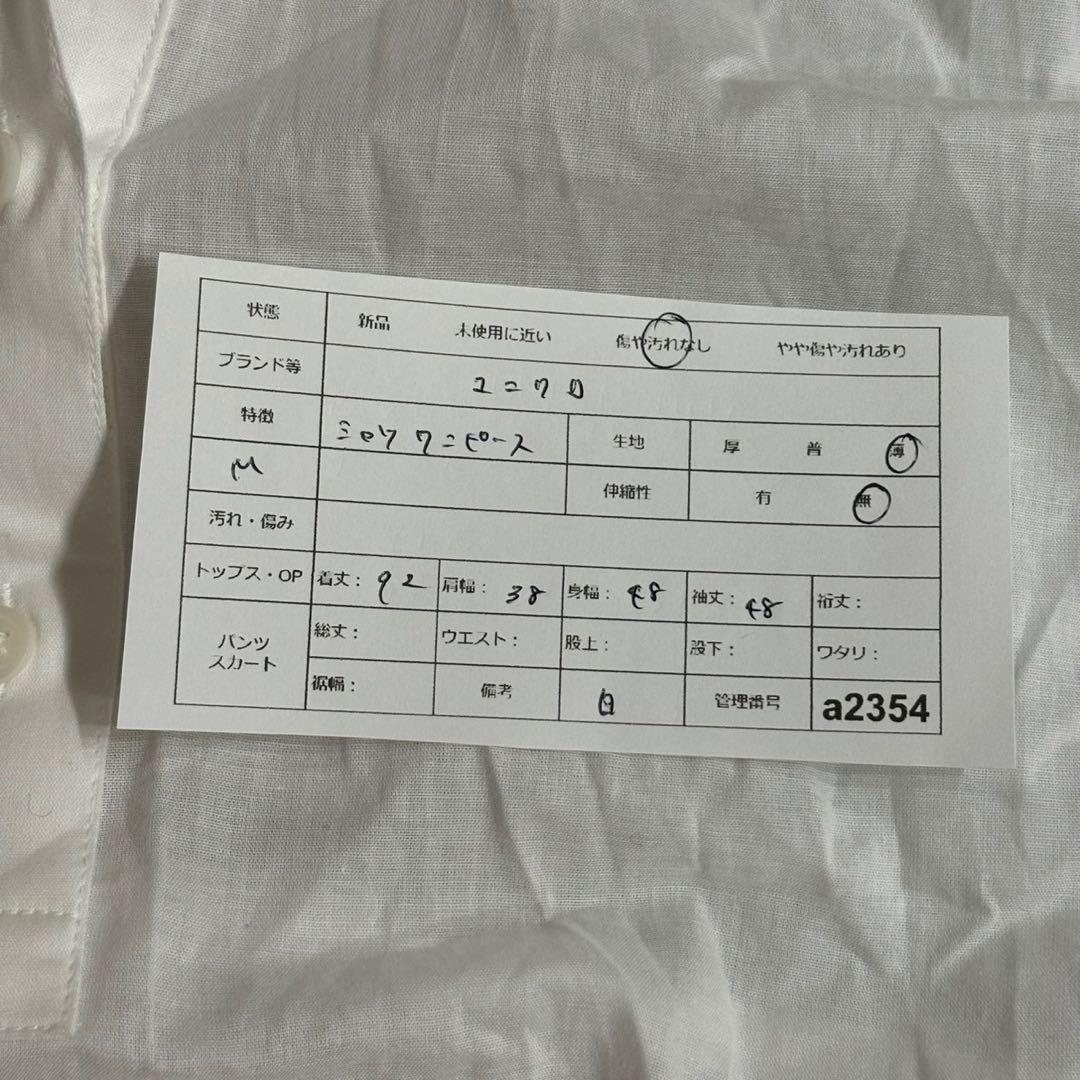 状態 新品 未使用に近い 傷や汚れなし やや傷や汚れあり
ブランド等 ユニクロ
特徴 シャツワンピース 生地 厚 普 薄
M 伸縮性 有 無
汚れ・傷み
トップス・OP 着丈: 92 肩幅: 38 身幅: 48 袖丈: 48 裄丈:
パンツ スカート 総丈: ウエスト: 股上: 股下: ワタリ:
裾幅: 備考 白 管理番号 a2354